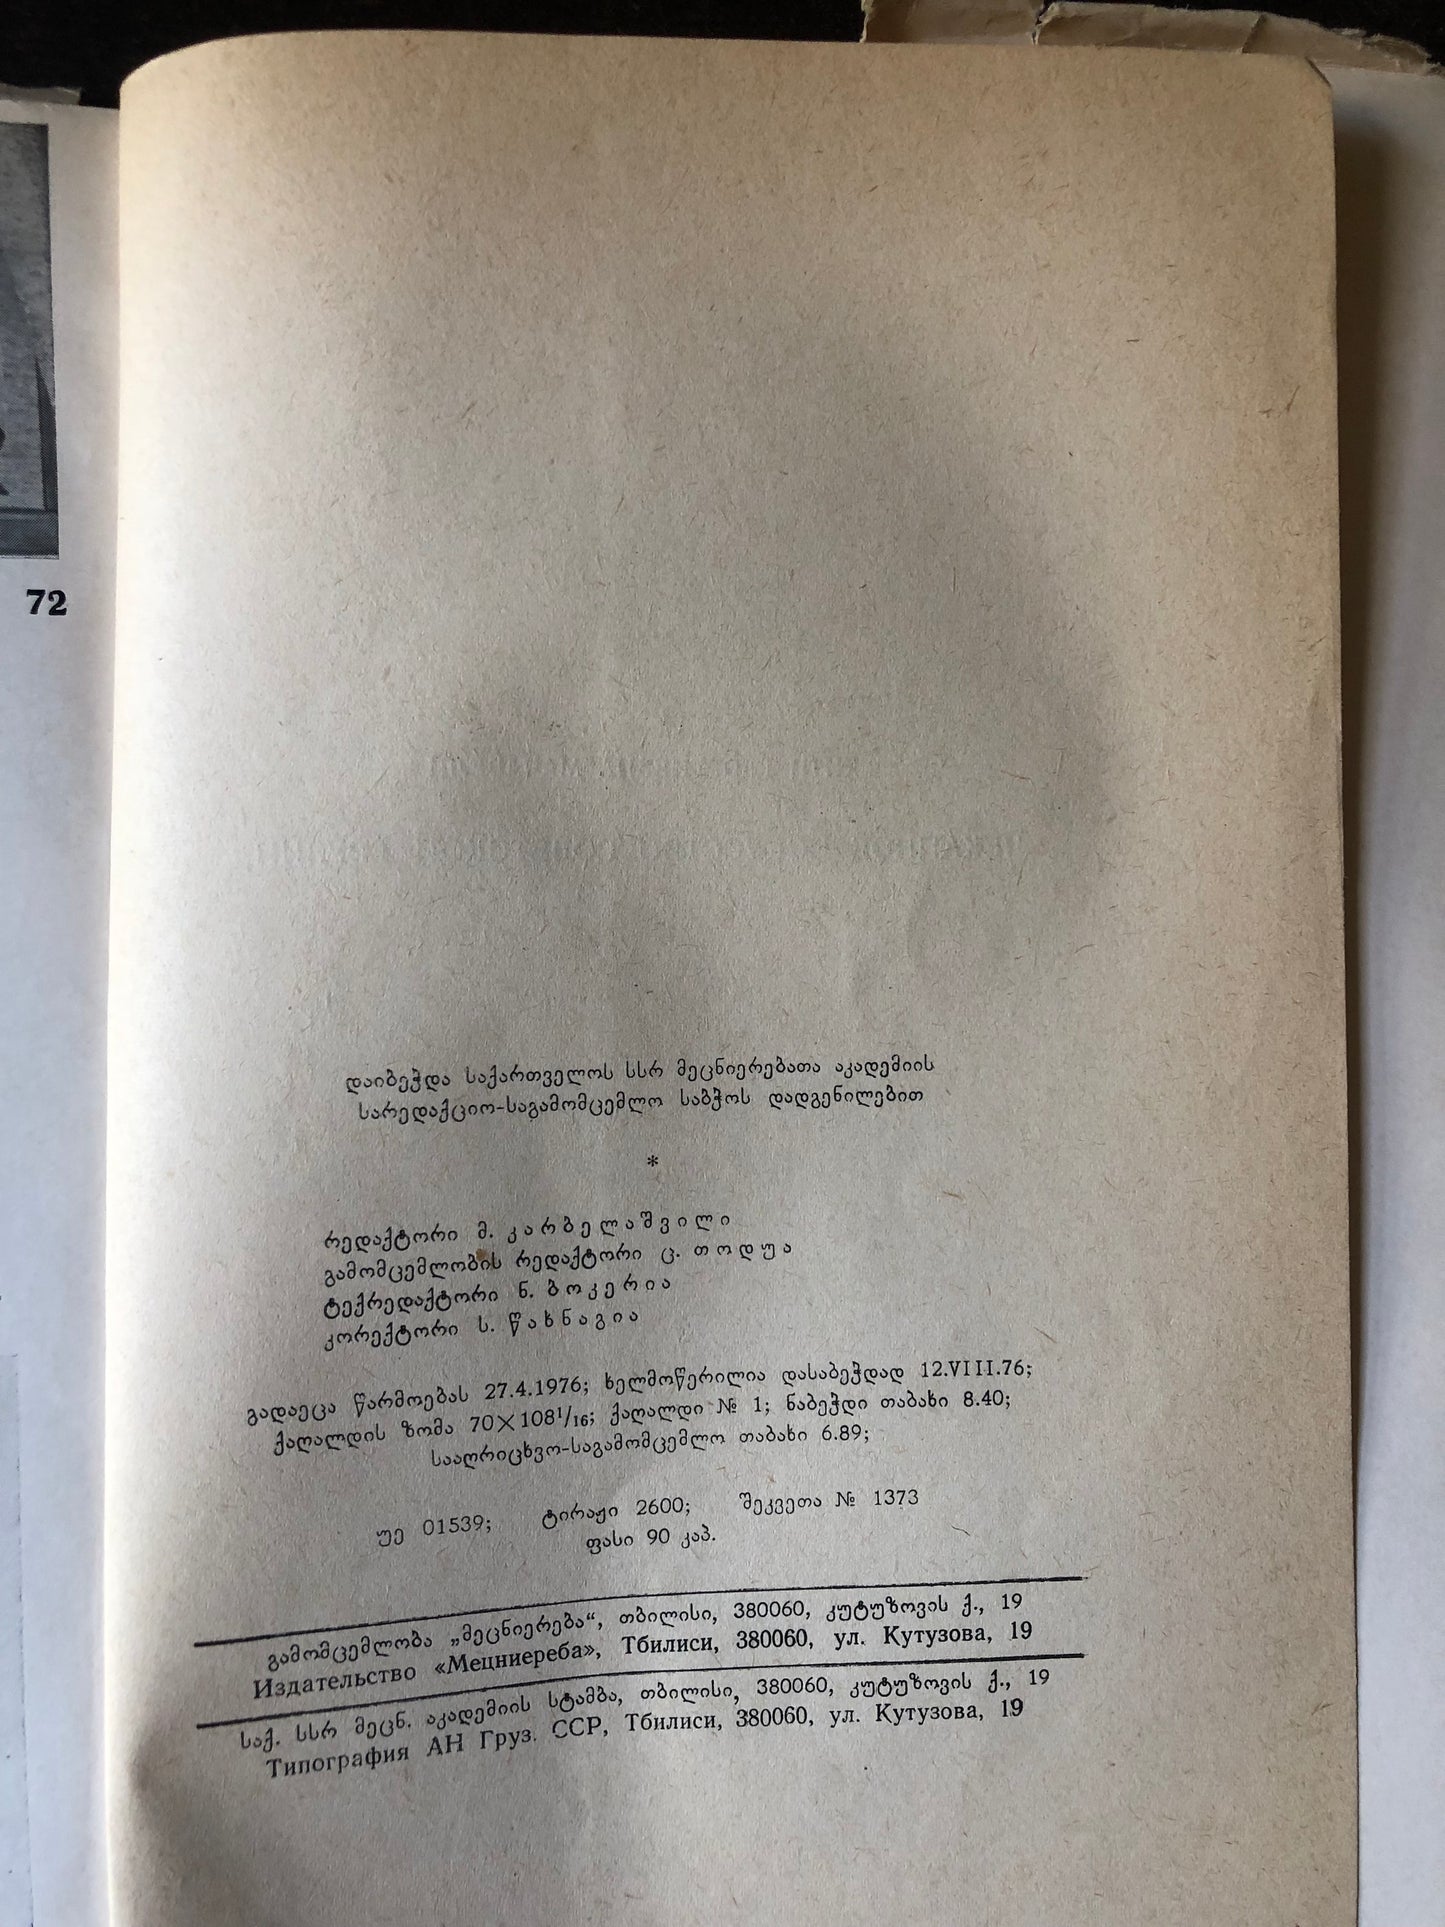 72
დაიბეჭდა საქართველოს სსრ მეცნიერებათა აკადემიის
სარედაქციო-საგამომცემლო საბჭოს დადგენილებით
*
რედაქტორი მ. კარბელაშვილი
გამომცემლობის რედაქტორი ც. თოდუა
ტექრედაქტორი ნ. ბოკერია
კორექტორი ს. წახნაგია
გადაეცა წარმოებას 27.4.1976; ხელმოწერილია დასაბეჭდად 12.VIII.76;
ქაღალდის ზომა 70×108¹/₁₆; ქაღალდი № 1; ნაბეჭდი თაბახი 8.40;
სააღრიცხვო-საგამომცემლო თაბახი 6.89;
უე 01539; ტირაჟი 2600; შეკვეთა № 1373
ფასი 90 კაპ.
გამომცემლობა „მეცნიერება“, თბილისი, 380060, კუტუზოვის ქ., 19
Издательство «Мецниереба», Тбилиси, 380060, ул. Кутузова, 19
საქ. სსრ მეცნ. აკადემიის სტამბა, თბილისი, 380060, კუტუზოვის ქ., 19
Типография АН Груз. ССР, Тбилиси, 380060, ул. Кутузова, 19